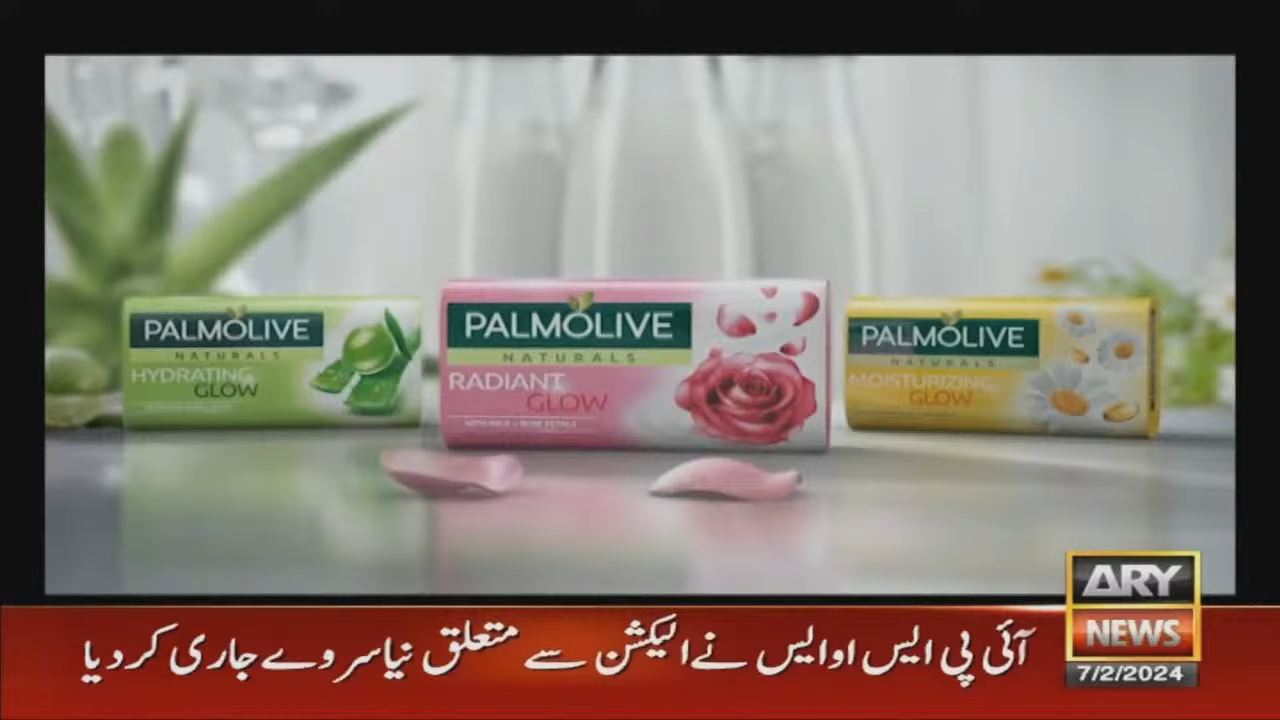 PALMOLIVE
NATURALS
HYDRATING
GLOW
PALMOLIVE
NATURALS
RADIANT
GLOW
WITH MILK & ROSE PETALS
PALMOLIVE
NATURALS
MOISTURIZING
GLOW
ARY
NEWS
7/2/2024
آئی پی ایس او ایس نے الیکشن سے متعلق نیا سروے جاری کر دیا